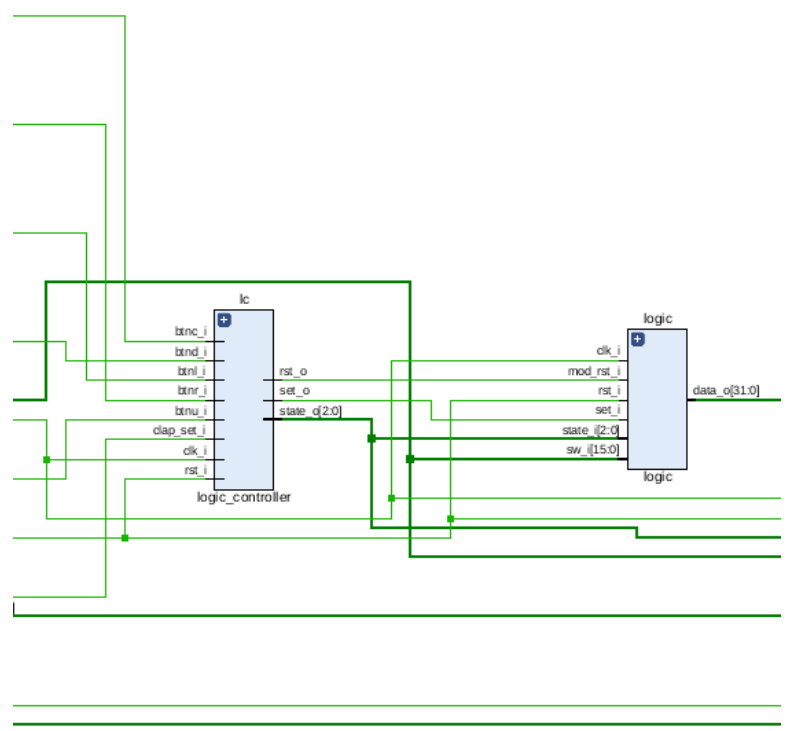 lc
btnc_i
btnd_i
btnl_i
btnr_i
btnu_i
clap_set_i
clk_i
rst_i
rst_o
set_o
state_o[2:0]
logic_controller
logic
clk_i
mod_rst_i
rst_i
set_i
state_i[2:0]
sw_i[15:0]
data_o[31:0]
logic